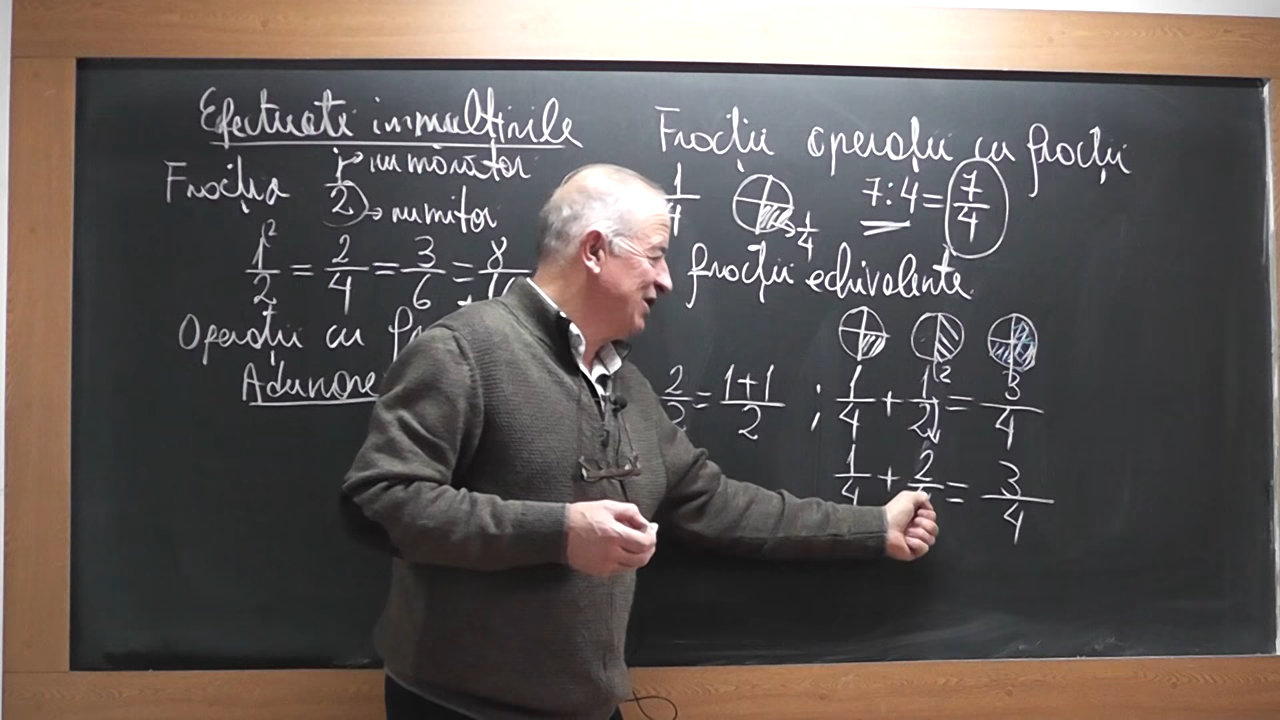 Efectuați înmulțirile
Fracția 1/2 → numărător
→ numitor
1/2 = 2/4 = 3/6 = 8/
Operații cu
Adunare
Fracții operații cu fracții
1/4 1/4 7:4= 7/4
fracții echivalente
2/2 = 1+1/2 ; 1/4 + 1/2 = 3/4
1/4 + 2/ = 3/4